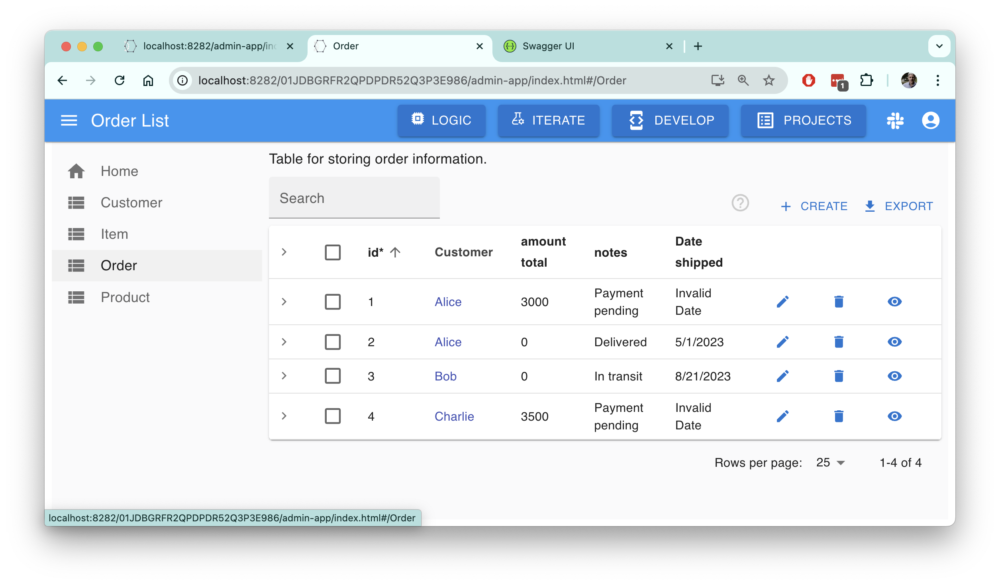 localhost:8282/admin-app/in
Order
Swagger UI
localhost:8282/01JDBGRFR2QPDPDR52Q3P3E986/admin-app/index.html#/Order
1
Order List
LOGIC
ITERATE
DEVELOP
PROJECTS
Home
Customer
Item
Order
Product
Table for storing order information.
Search
CREATE
EXPORT
id* Customer amount total notes Date shipped
1 Alice 3000 Payment pending Invalid Date
2 Alice 0 Delivered 5/1/2023
3 Bob 0 In transit 8/21/2023
4 Charlie 3500 Payment pending Invalid Date
Rows per page: 25 1-4 of 4
localhost:8282/01JDBGRFR2QPDPDR52Q3P3E986/admin-app/index.html#/Order